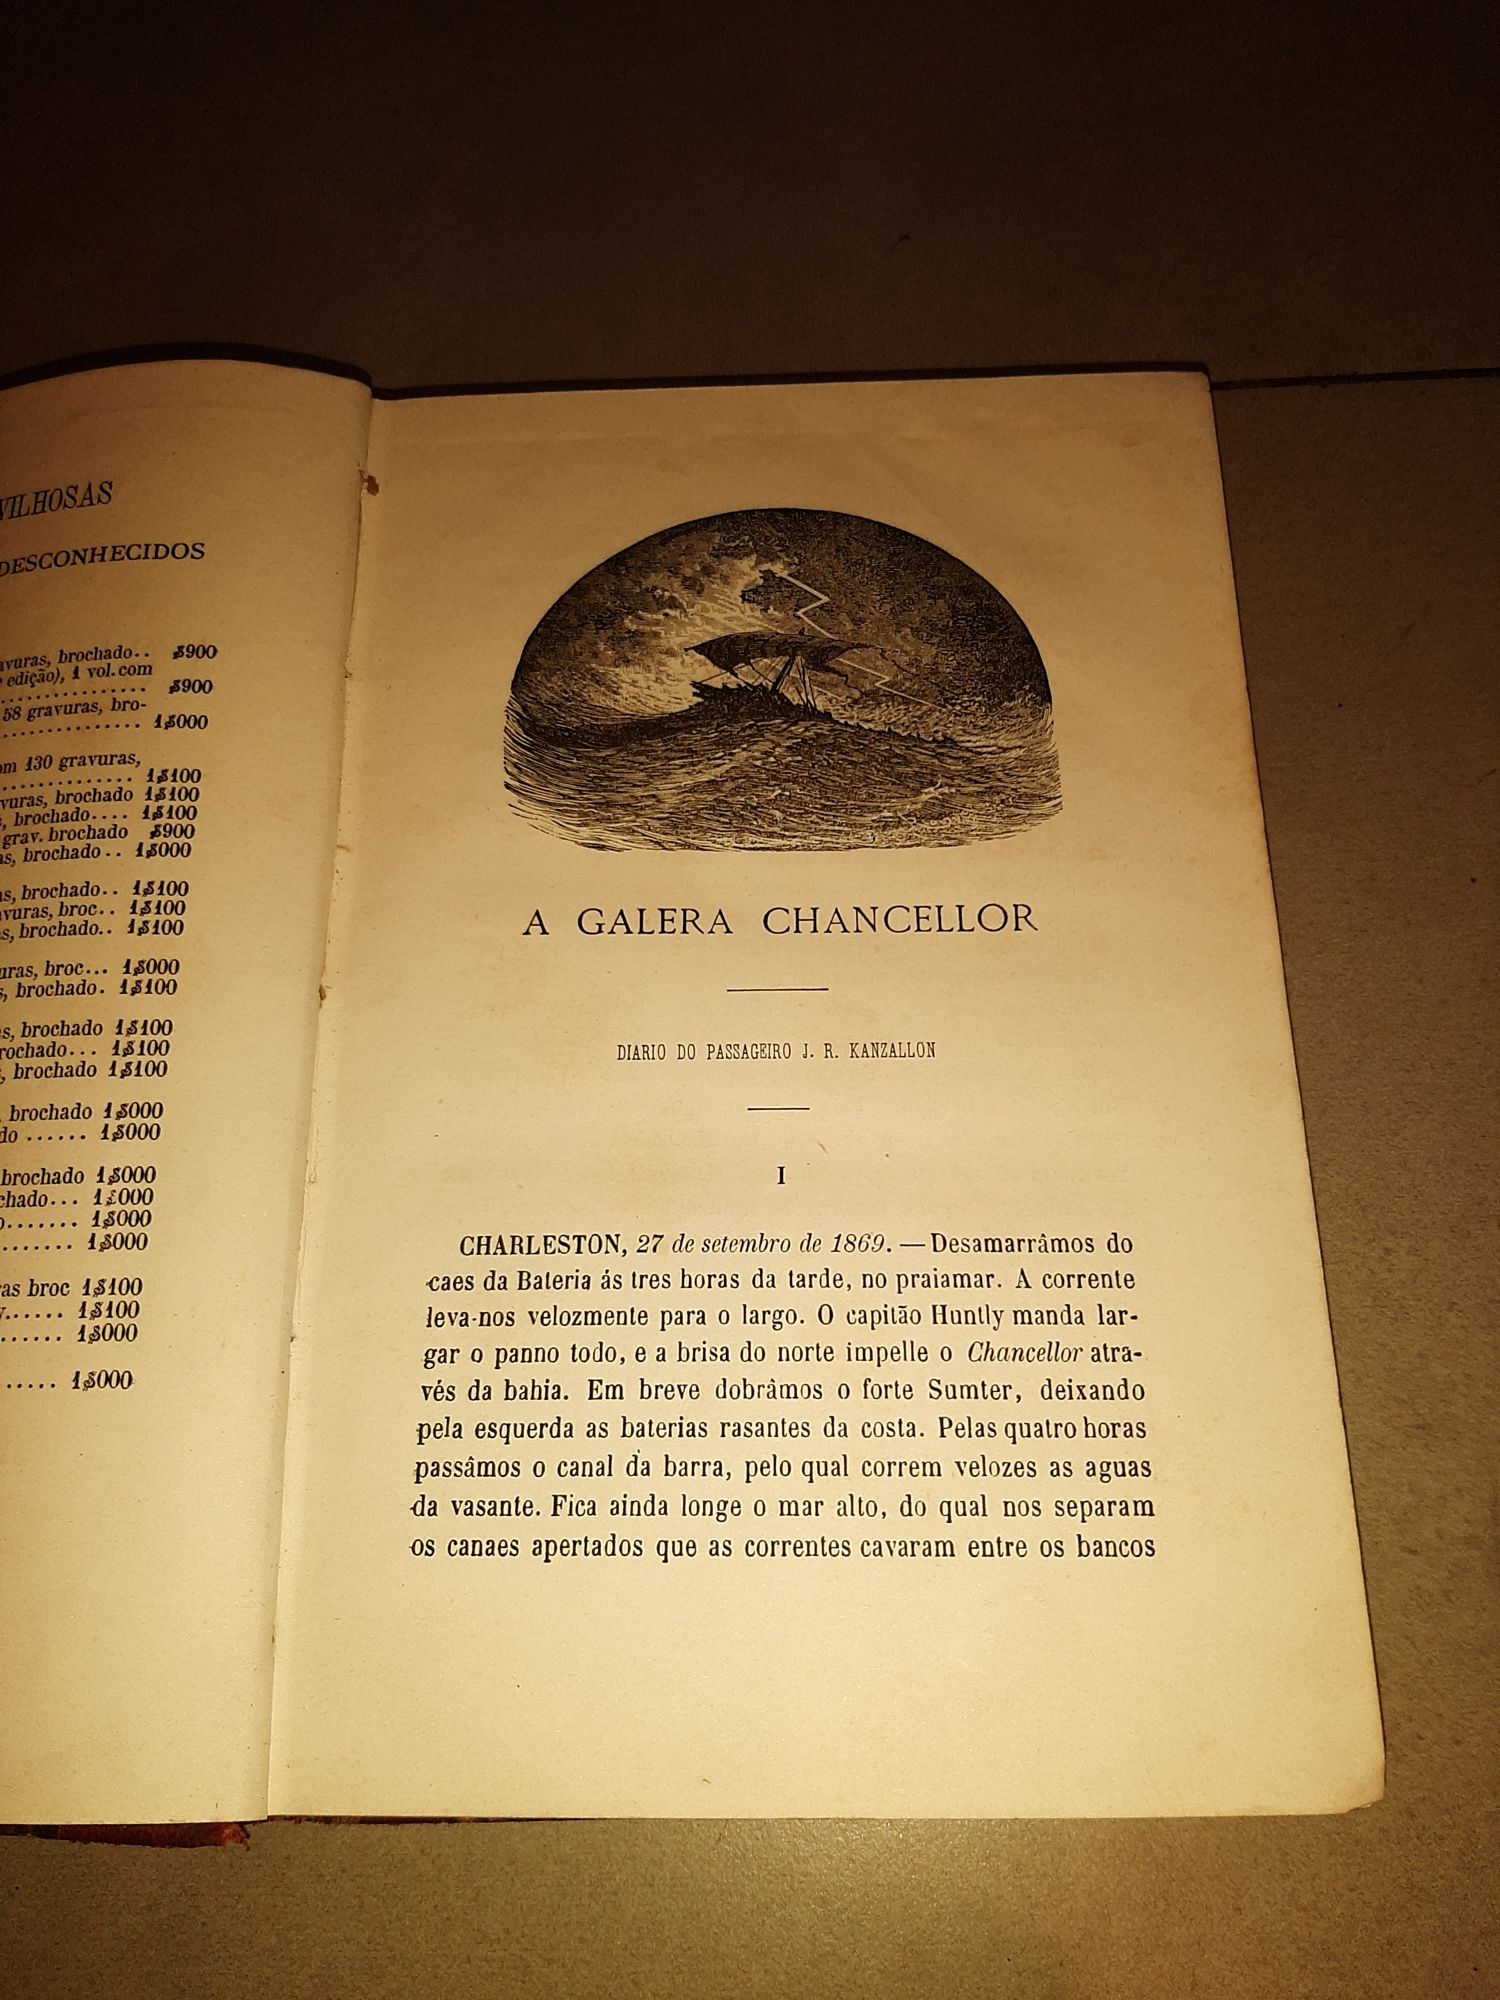 VILHOSAS
DESCONHECIDOS
brochado.. $900
edição), 1 vol. com
................ $900
58 gravuras, bro-
................ 1$000
130 gravuras,
................ 1$100
brochado 1$100
, brochado.... 1$100
grav. brochado $900
, brochado.. 1$000
, brochado.. 1$100
broc.. 1$100
, brochado.. 1$100
, broc... 1$000
, brochado. 1$100
, brochado 1$100
... 1$100
, brochado 1$100
, brochado 1$000
...... 1$000
brochado 1$000
... 1$000
....... 1$000
....... 1$000
broc 1$100
...... 1$100
...... 1$000
..... 1$000
A GALERA CHANCELLOR
DIARIO DO PASSAGEIRO J. R. KANZALLON
I
CHARLESTON, 27 de setembro de 1869. — Desamarrâmos do
caes da Bateria ás tres horas da tarde, no praiamar. A corrente
leva-nos velozmente para o largo. O capitão Huntly manda lar-
gar o panno todo, e a brisa do norte impelle o Chancellor atra-
vés da bahia. Em breve dobrâmos o forte Sumter, deixando
pela esquerda as baterias rasantes da costa. Pelas quatro horas
passâmos o canal da barra, pelo qual correm velozes as aguas
da vasante. Fica ainda longe o mar alto, do qual nos separam
os canaes apertados que as correntes cavaram entre os bancos